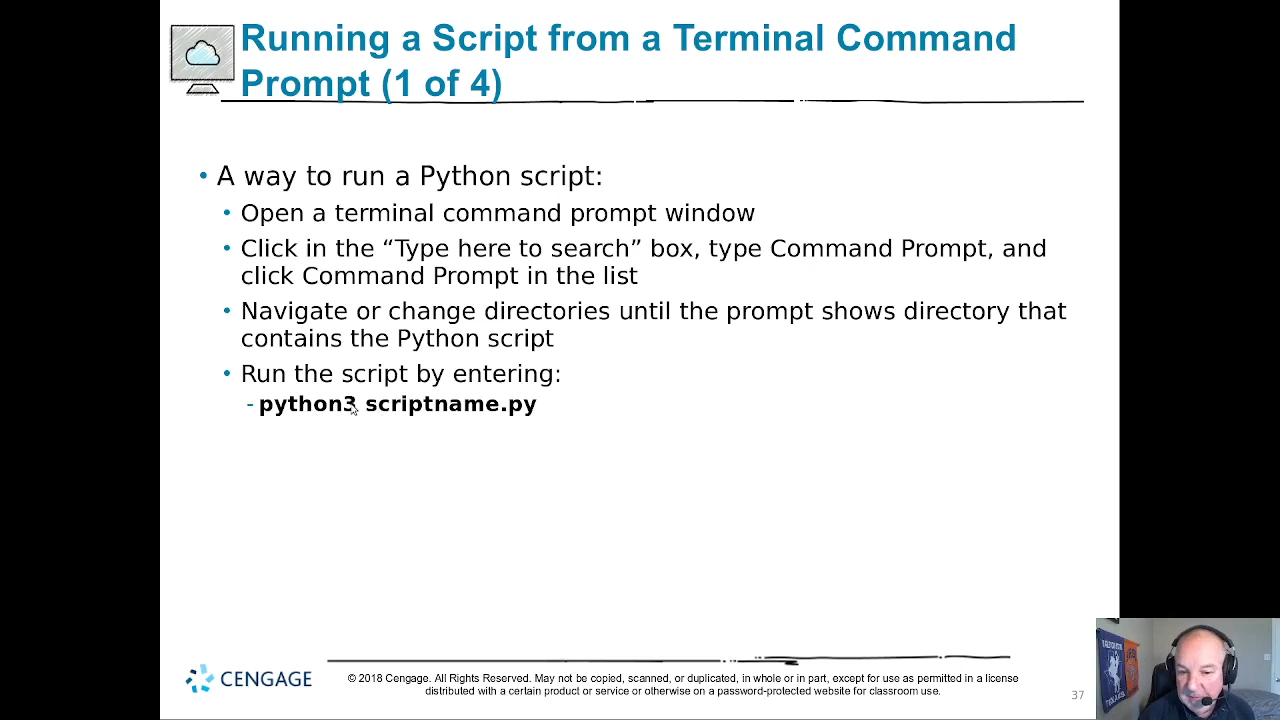 Running a Script from a Terminal Command
Prompt (1 of 4)
• A way to run a Python script:
• Open a terminal command prompt window
• Click in the “Type here to search” box, type Command Prompt, and
click Command Prompt in the list
• Navigate or change directories until the prompt shows directory that
contains the Python script
• Run the script by entering:
- python3 scriptname.py
CENGAGE
© 2018 Cengage. All Rights Reserved. May not be copied, scanned, or duplicated, in whole or in part, except for use as permitted in a license
distributed with a certain product or service or otherwise on a password-protected website for classroom use.
37